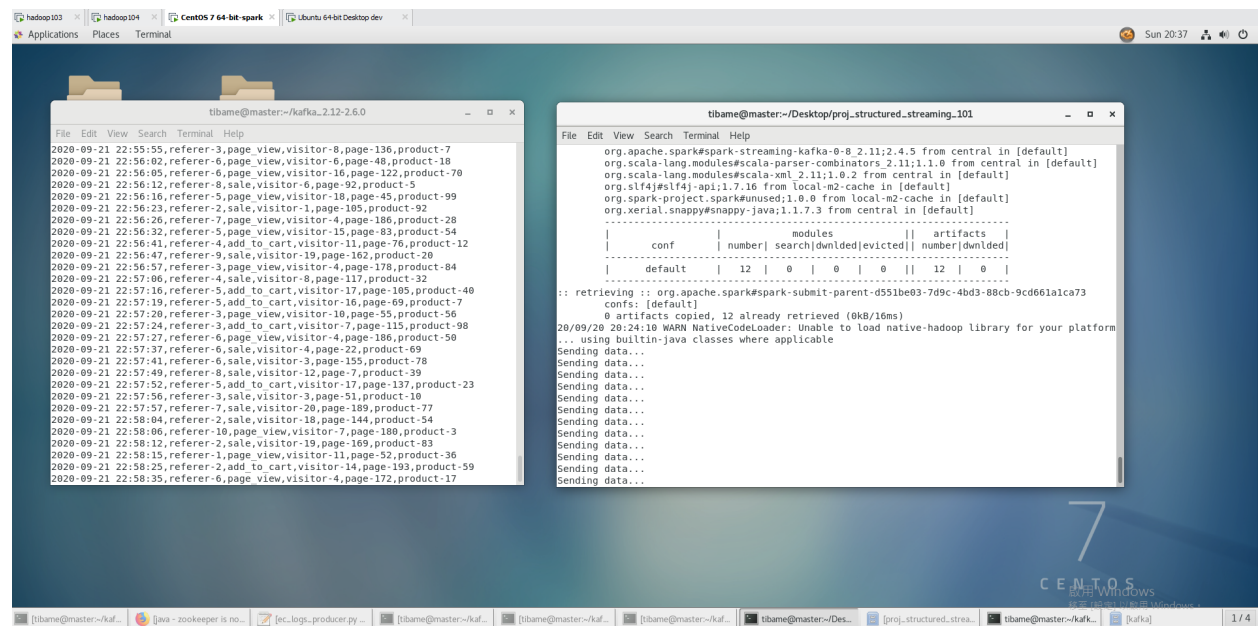 hadoop103 × hadoop104 × CentOS 7 64-bit-spark × Ubuntu 64-bit Desktop dev ×
Applications Places Terminal Sun 20:37
tibame@master:~/kafka_2.12-2.6.0
File Edit View Search Terminal Help
2020-09-21 22:55:55,referer-3,page_view,visitor-8,page-136,product-7
2020-09-21 22:56:02,referer-6,page_view,visitor-6,page-48,product-18
2020-09-21 22:56:05,referer-6,page_view,visitor-16,page-122,product-70
2020-09-21 22:56:12,referer-8,sale,visitor-6,page-92,product-5
2020-09-21 22:56:16,referer-5,page_view,visitor-18,page-45,product-99
2020-09-21 22:56:23,referer-2,sale,visitor-1,page-105,product-92
2020-09-21 22:56:26,referer-7,page_view,visitor-4,page-186,product-28
2020-09-21 22:56:32,referer-5,page_view,visitor-15,page-83,product-54
2020-09-21 22:56:41,referer-4,add_to_cart,visitor-11,page-76,product-12
2020-09-21 22:56:47,referer-9,sale,visitor-19,page-162,product-20
2020-09-21 22:56:57,referer-3,page_view,visitor-4,page-178,product-84
2020-09-21 22:57:06,referer-4,sale,visitor-8,page-117,product-32
2020-09-21 22:57:16,referer-5,add_to_cart,visitor-17,page-105,product-40
2020-09-21 22:57:19,referer-5,add_to_cart,visitor-16,page-69,product-7
2020-09-21 22:57:20,referer-3,page_view,visitor-10,page-55,product-56
2020-09-21 22:57:24,referer-3,add_to_cart,visitor-7,page-115,product-98
2020-09-21 22:57:27,referer-6,page_view,visitor-4,page-186,product-50
2020-09-21 22:57:37,referer-6,sale,visitor-4,page-22,product-69
2020-09-21 22:57:41,referer-6,sale,visitor-3,page-155,product-78
2020-09-21 22:57:49,referer-8,sale,visitor-12,page-7,product-39
2020-09-21 22:57:52,referer-5,add_to_cart,visitor-17,page-137,product-23
2020-09-21 22:57:56,referer-3,sale,visitor-3,page-51,product-10
2020-09-21 22:57:57,referer-7,sale,visitor-20,page-189,product-77
2020-09-21 22:58:04,referer-2,sale,visitor-18,page-144,product-54
2020-09-21 22:58:06,referer-10,page_view,visitor-7,page-180,product-3
2020-09-21 22:58:12,referer-2,sale,visitor-19,page-169,product-83
2020-09-21 22:58:15,referer-1,page_view,visitor-11,page-52,product-36
2020-09-21 22:58:25,referer-2,add_to_cart,visitor-14,page-193,product-59
2020-09-21 22:58:35,referer-6,page_view,visitor-4,page-172,product-17
tibame@master:~/Desktop/proj_structured_streaming_101
File Edit View Search Terminal Help
org.apache.spark#spark-streaming-kafka-0-8_2.11;2.4.5 from central in [default]
org.scala-lang.modules#scala-parser-combinators_2.11;1.1.0 from central in [default]
org.scala-lang.modules#scala-xml_2.11;1.0.2 from central in [default]
org.slf4j#slf4j-api;1.7.16 from local-m2-cache in [default]
org.spark-project.spark#unused;1.0.0 from local-m2-cache in [default]
org.xerial.snappy#snappy-java;1.1.7.3 from central in [default]
---------------------------------------------------------------------
| | modules || artifacts |
| conf | number| search|dwnlded|evicted|| number|dwnlded|
---------------------------------------------------------------------
| default | 12 | 0 | 0 | 0 || 12 | 0 |
---------------------------------------------------------------------
:: retrieving :: org.apache.spark#spark-submit-parent-d551be03-7d9c-4bd3-88cb-9cd661a1ca73
confs: [default]
0 artifacts copied, 12 already retrieved (0kB/16ms)
20/09/20 20:24:10 WARN NativeCodeLoader: Unable to load native-hadoop library for your platform
... using builtin-java classes where applicable
Sending data...
Sending data...
Sending data...
Sending data...
Sending data...
Sending data...
Sending data...
Sending data...
Sending data...
Sending data...
Sending data...
Sending data...
7
CENTOS
啟用 Windows
[tibame@master:~/kaf... [java - zookeeper is no... [ec_logs_producer.py ... [tibame@master:~/kaf... [tibame@master:~/kaf... [tibame@master:~/kaf... tibame@master:~/Des... [proj_structured_strea... tibame@master:~/kafk... [kafka] 1 / 4